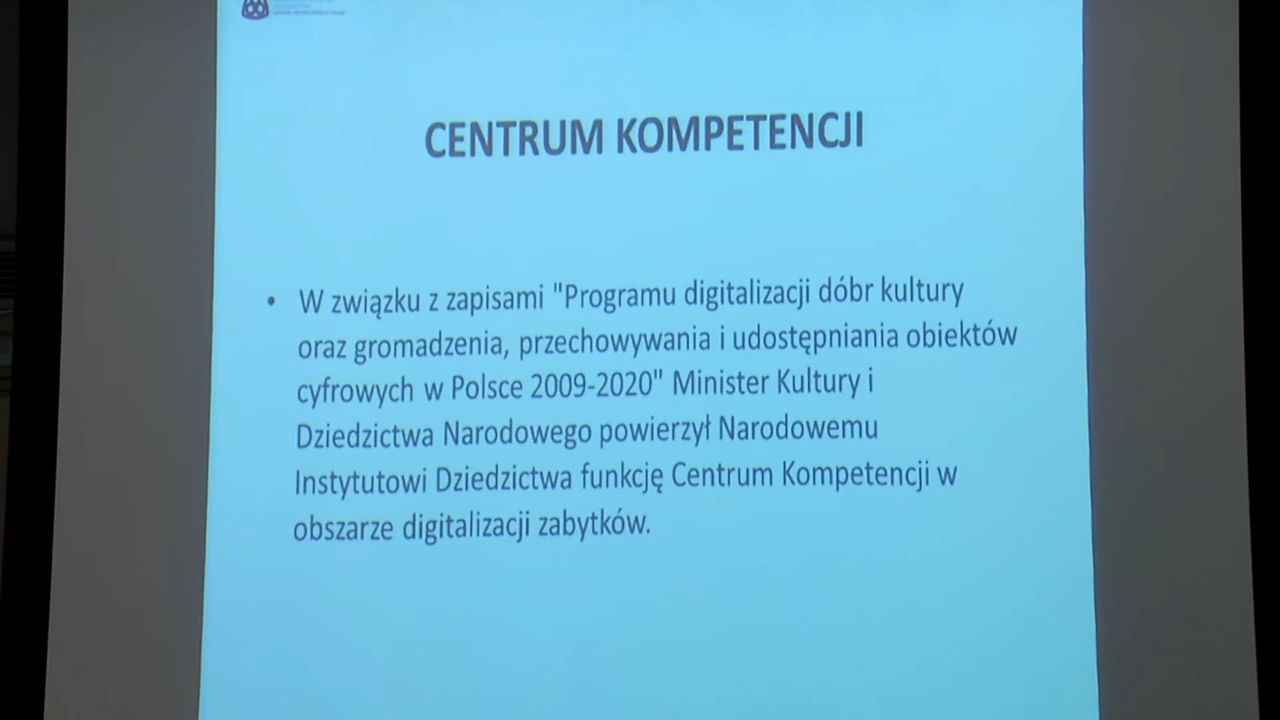 CENTRUM KOMPETENCJI
• W związku z zapisami "Programu digitalizacji dóbr kultury
oraz gromadzenia, przechowywania i udostępniania obiektów
cyfrowych w Polsce 2009-2020" Minister Kultury i
Dziedzictwa Narodowego powierzył Narodowemu
Instytutowi Dziedzictwa funkcję Centrum Kompetencji w
obszarze digitalizacji zabytków.